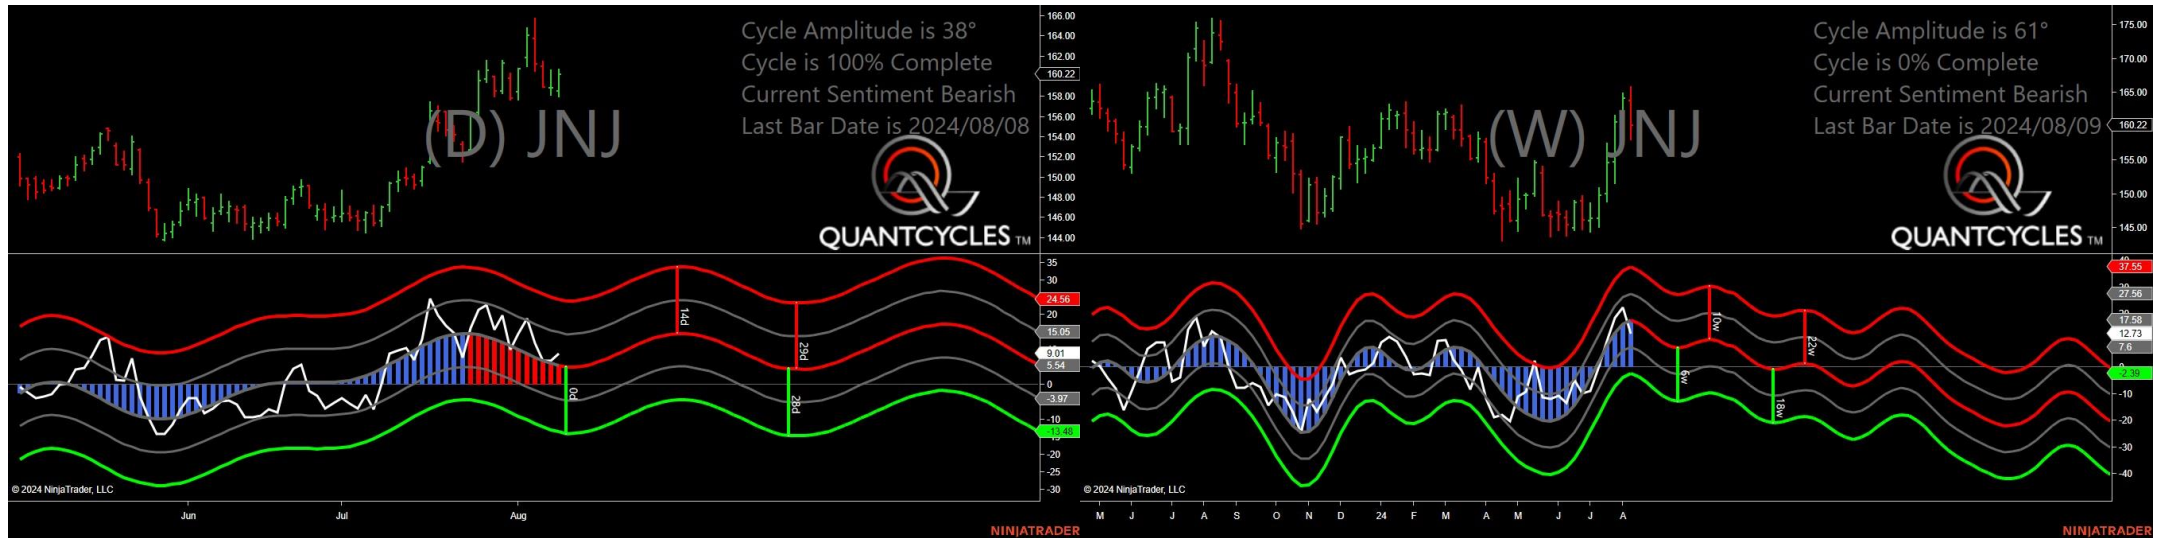 Cycle Amplitude is 38°
Cycle is 100% Complete
Current Sentiment Bearish
Last Bar Date is 2024/08/08
(D) JNJ
QUANTCYCLES TM
166.00
164.00
162.00
160.22
158.00
156.00
154.00
152.00
150.00
148.00
146.00
144.00
35
30
24.56
20
15.05
9.01
5.54
0
-3.97
-10
-13.48
-20
-25
-30
14d
29d
0d
28d
© 2024 NinjaTrader, LLC
Jun Jul Aug
NINJATRADER
Cycle Amplitude is 61°
Cycle is 0% Complete
Current Sentiment Bearish
Last Bar Date is 2024/08/09
(W) JNJ
QUANTCYCLES TM
175.00
170.00
165.00
160.22
155.00
150.00
145.00
37.55
27.56
17.58
12.73
7.6
-2.39
-10
-20
-30
-40
10w
22w
6w
18w
© 2024 NinjaTrader, LLC
M J J A S O N D 24 F M A M J J A
NINJATRADER